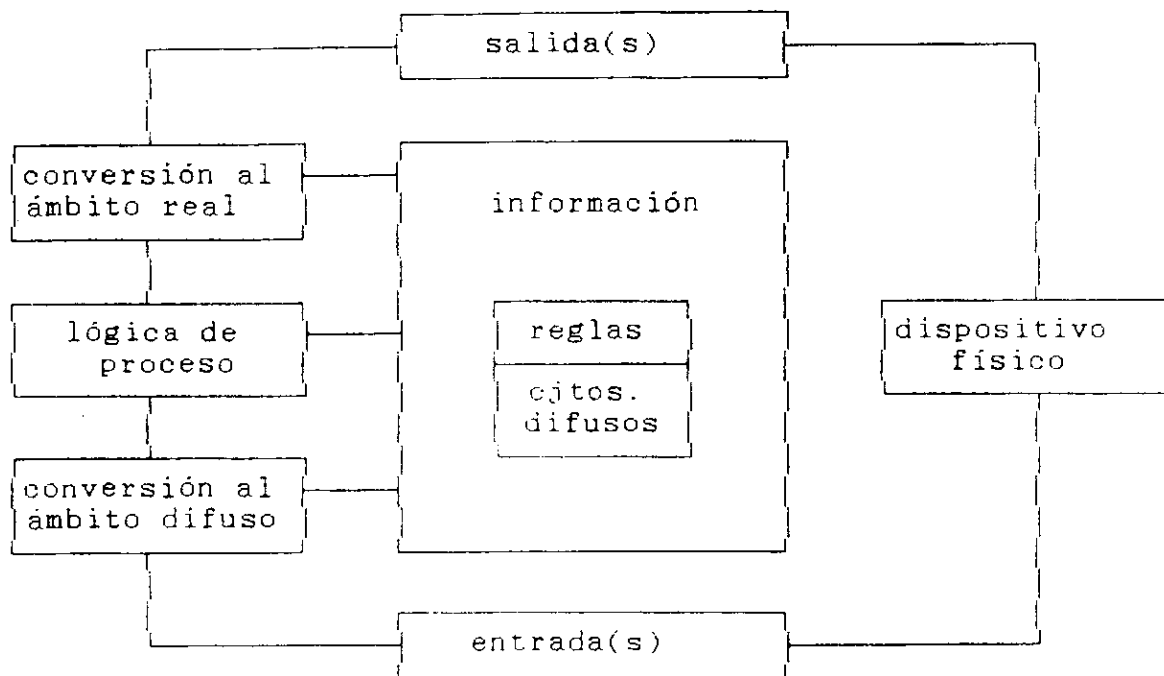 salida(s)
conversión al
ámbito real
información
lógica de
proceso
reglas
cjtos.
difusos
dispositivo
físico
conversión al
ámbito difuso
entrada(s)